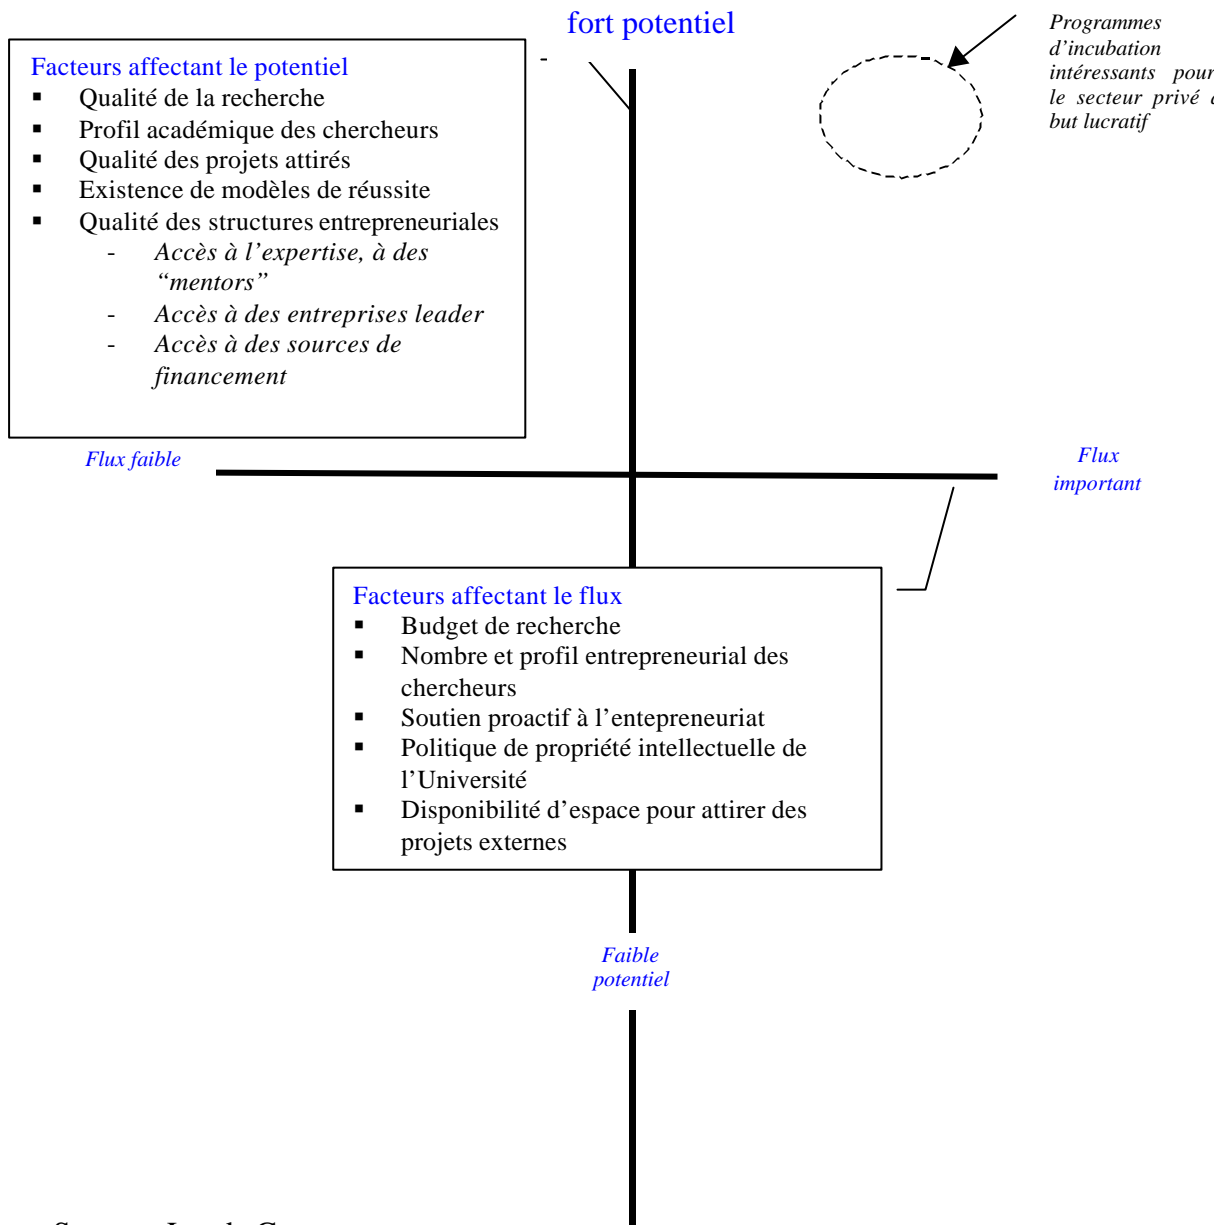 fort potentiel
Facteurs affectant le potentiel
▪ Qualité de la recherche
▪ Profil académique des chercheurs
▪ Qualité des projets attirés
▪ Existence de modèles de réussite
▪ Qualité des structures entrepreneuriales
- Accès à l’expertise, à des
“mentors”
- Accès à des entreprises leader
- Accès à des sources de
financement
-
Programmes
d’incubation
intéressants pour
le secteur privé
but lucratif
Flux faible
Flux
important
Facteurs affectant le flux
▪ Budget de recherche
▪ Nombre et profil entrepreneurial des
chercheurs
▪ Soutien proactif à l’entepreneuriat
▪ Politique de propriété intellectuelle de
l’Université
▪ Disponibilité d’espace pour attirer des
projets externes
Faible
potentiel